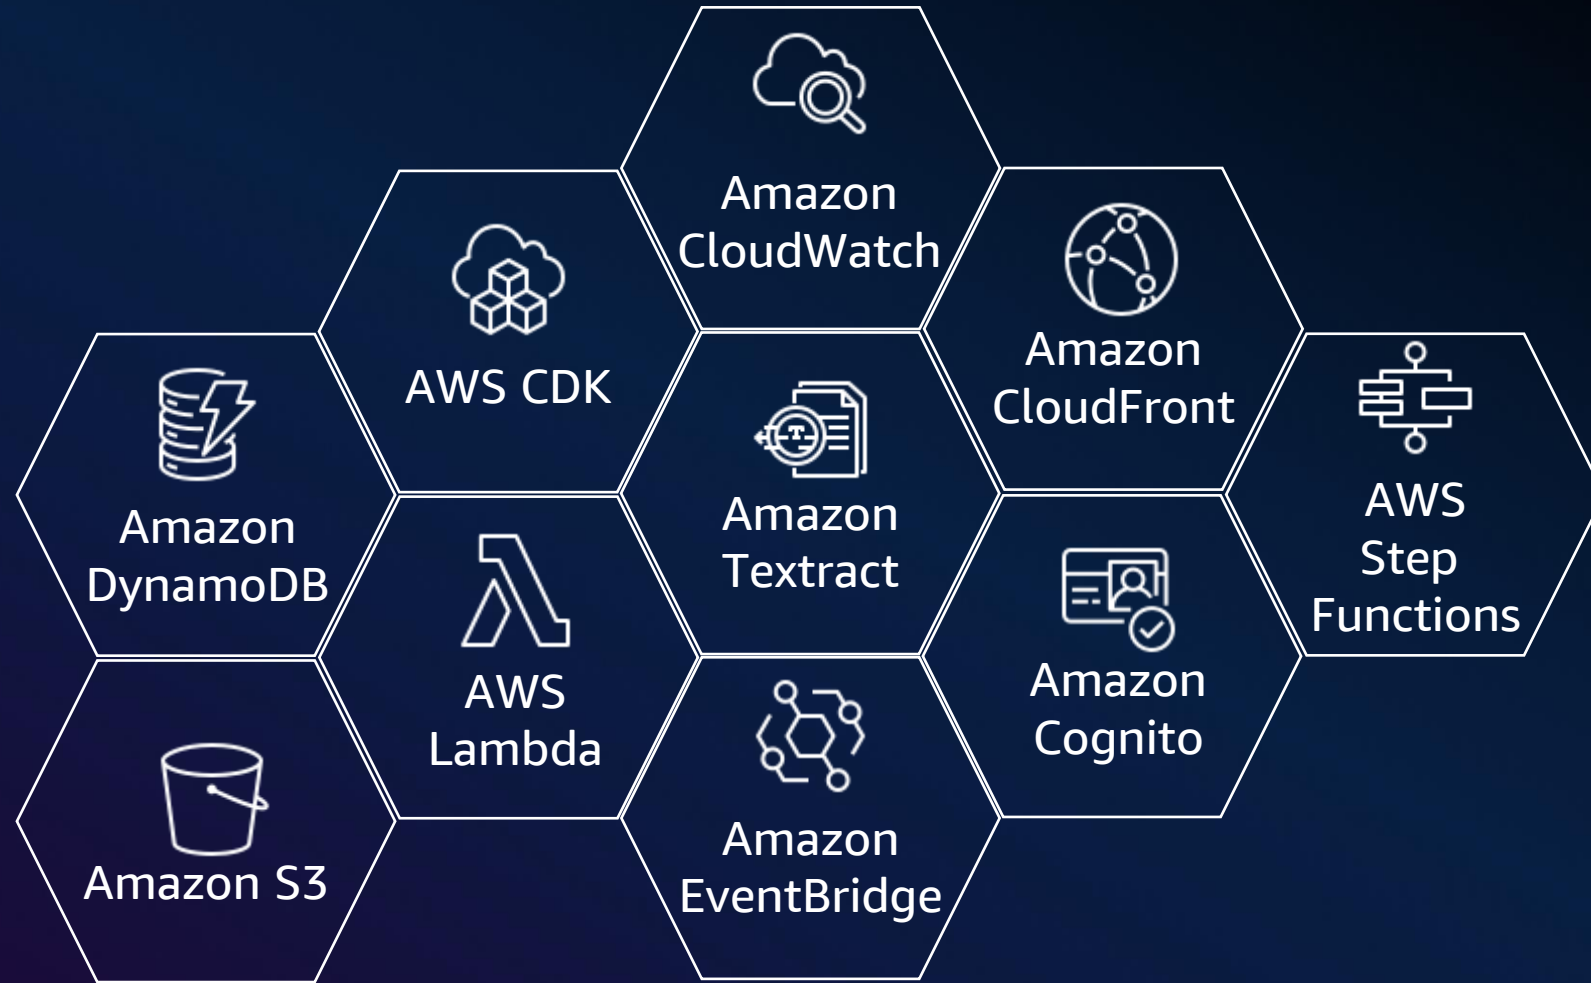 Amazon
CloudWatch
AWS CDK
Amazon
CloudFront
Amazon
DynamoDB
Amazon
Textract
AWS
Step
Functions
AWS
Lambda
Amazon
Cognito
Amazon S3
Amazon
EventBridge